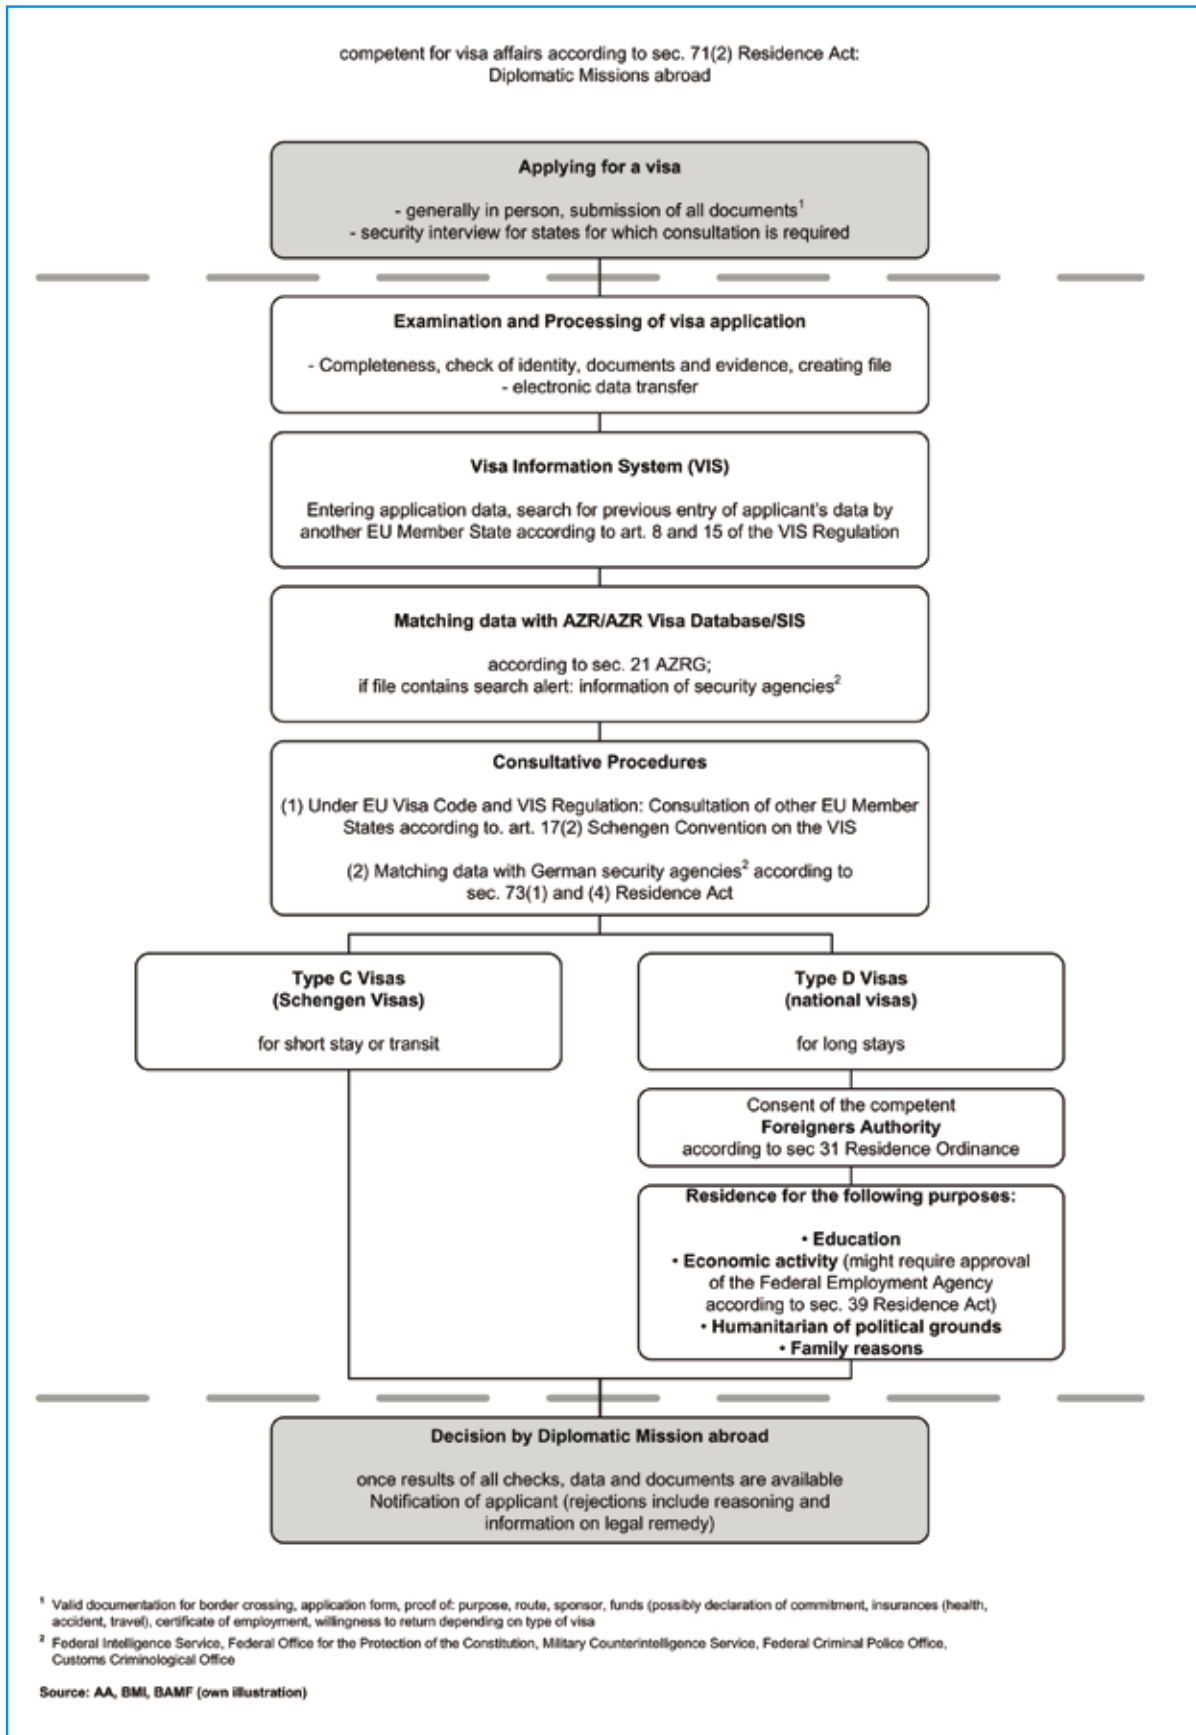 competent for visa affairs according to sec. 71(2) Residence Act:
Diplomatic Missions abroad
Applying for a visa
- generally in person, submission of all documents1
- security interview for states for which consultation is required
Examination and Processing of visa application
- Completeness, check of identity, documents and evidence, creating file
- electronic data transfer
Visa Information System (VIS)
Entering application data, search for previous entry of applicant's data by
another EU Member State according to art. 8 and 15 of the VIS Regulation
Matching data with AZR/AZR Visa Database/SIS
according to sec. 21 AZRG;
if file contains search alert: information of security agencies2
Consultative Procedures
(1) Under EU Visa Code and VIS Regulation: Consultation of other EU Member
States according to. art. 17(2) Schengen Convention on the VIS
(2) Matching data with German security agencies2 according to
sec. 73(1) and (4) Residence Act
Type C Visas
(Schengen Visas)
for short stay or transit
Type D Visas
(national visas)
for long stays
Consent of the competent
Foreigners Authority
according to sec 31 Residence Ordinance
Residence for the following purposes:
• Education
• Economic activity (might require approval
of the Federal Employment Agency
according to sec. 39 Residence Act)
• Humanitarian of political grounds
• Family reasons
Decision by Diplomatic Mission abroad
once results of all checks, data and documents are available
Notification of applicant (rejections include reasoning and
information on legal remedy)
1 Valid documentation for border crossing, application form, proof of: purpose, route, sponsor, funds (possibly declaration of commitment, insurances (health,
accident, travel), certificate of employment, willingness to return depending on type of visa
2 Federal Intelligence Service, Federal Office for the Protection of the Constitution, Military Counterintelligence Service, Federal Criminal Police Office,
Customs Criminological Office
Source: AA, BMI, BAMF (own illustration)